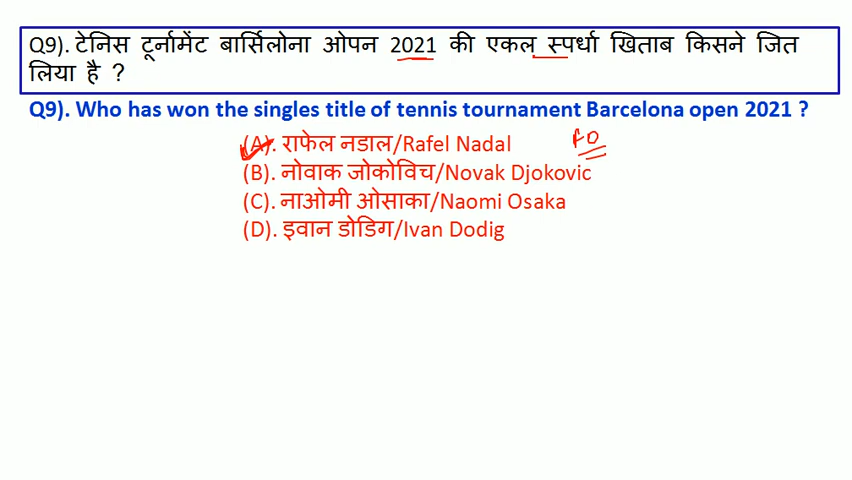 Q9). टेनिस टूर्नामेंट बार्सिलोना ओपन 2021 की एकल स्पर्धा खिताब किसने जित
लिया है ?
Q9). Who has won the singles title of tennis tournament Barcelona open 2021 ?
(A). राफेल नडाल/Rafel Nadal
(B). नोवाक जोकोविच/Novak Djokovic
(C). नाओमी ओसाका/Naomi Osaka
(D). इवान डोडिग/Ivan Dodig